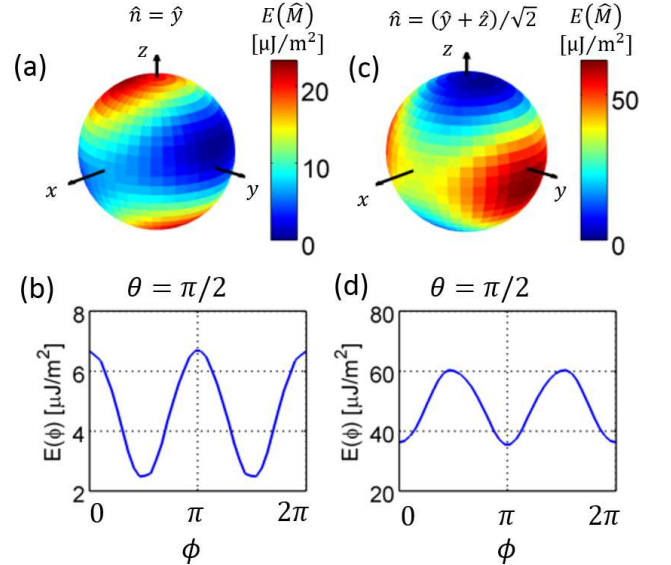 n̂ = ŷ
E(M̂)
[μJ/m²]
(a)
z
x
y
20
10
0
n̂ = (ŷ + ẑ)/√2
E(M̂)
[μJ/m²]
(c)
z
x
y
50
0
(b)
θ = π/2
8
6
4
2
E(ϕ) [μJ/m²]
0
π
2π
ϕ
(d)
θ = π/2
80
60
40
20
E(ϕ) [μJ/m²]
0
π
2π
ϕ